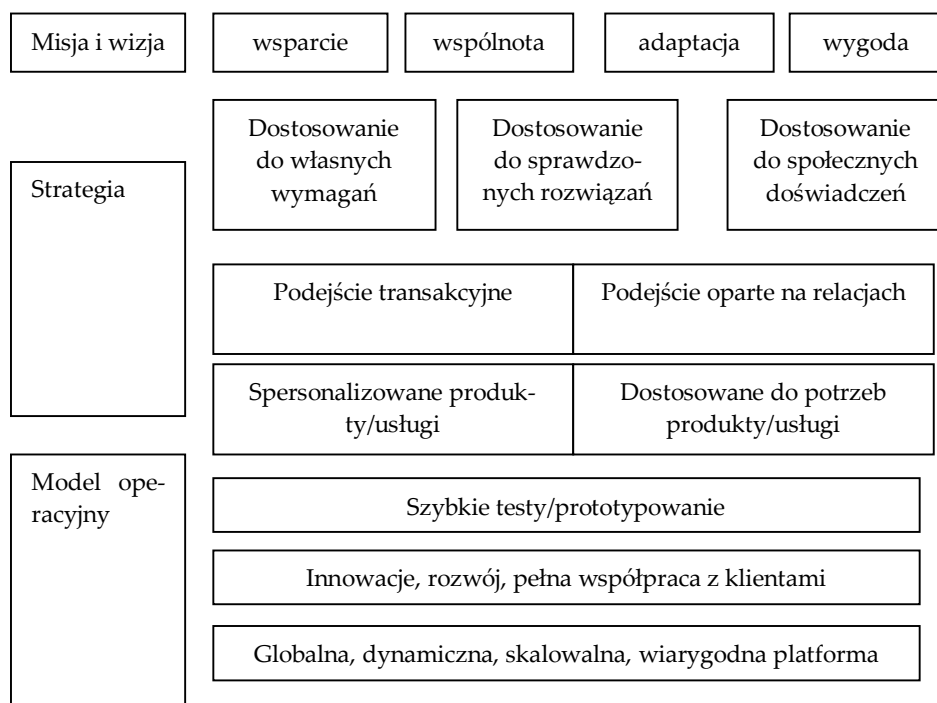 Misja i wizja
wsparcie
wspólnota
adaptacja
wygoda
Strategia
Dostosowanie
do własnych
wymagań
Dostosowanie
do sprawdzo-
nych rozwiązań
Dostosowanie
do społecznych
doświadczeń
Podejście transakcyjne
Podejście oparte na relacjach
Spersonalizowane produk-
ty/usługi
Dostosowane do potrzeb
produkty/usługi
Model ope-
racyjny
Szybkie testy/prototypowanie
Innowacje, rozwój, pełna współpraca z klientami
Globalna, dynamiczna, skalowalna, wiarygodna platforma